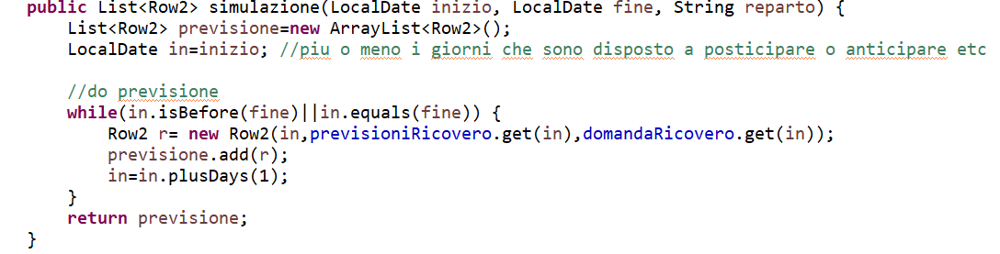 public List<Row2> simulazione(LocalDate inizio, LocalDate fine, String reparto) {
List<Row2> previsione=new ArrayList<Row2>();
LocalDate in=inizio; //piu o meno i giorni che sono disposto a posticipare o anticipare etc
//do previsione
while(in.isBefore(fine)||in.equals(fine)) {
Row2 r= new Row2(in,previsioniRicovero.get(in),domandaRicovero.get(in));
previsione.add(r);
in=in.plusDays(1);
}
return previsione;
}